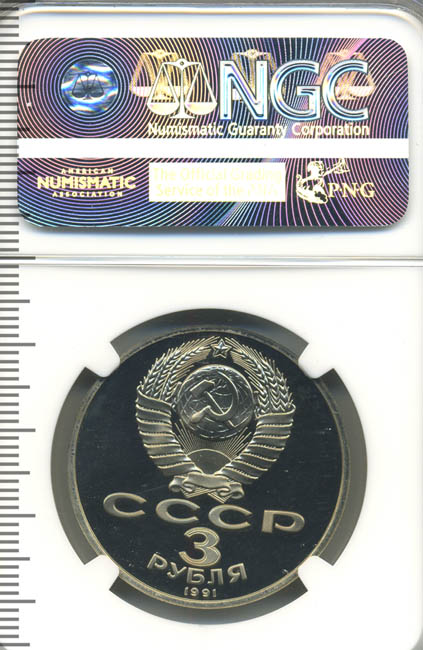 NGC
Numismatic Guaranty Corporation
AMERICAN
NUMISMATIC
ASSOCIATION
The Official Grading
Service of the
PNG
СССР
3
РУБЛЯ
1991